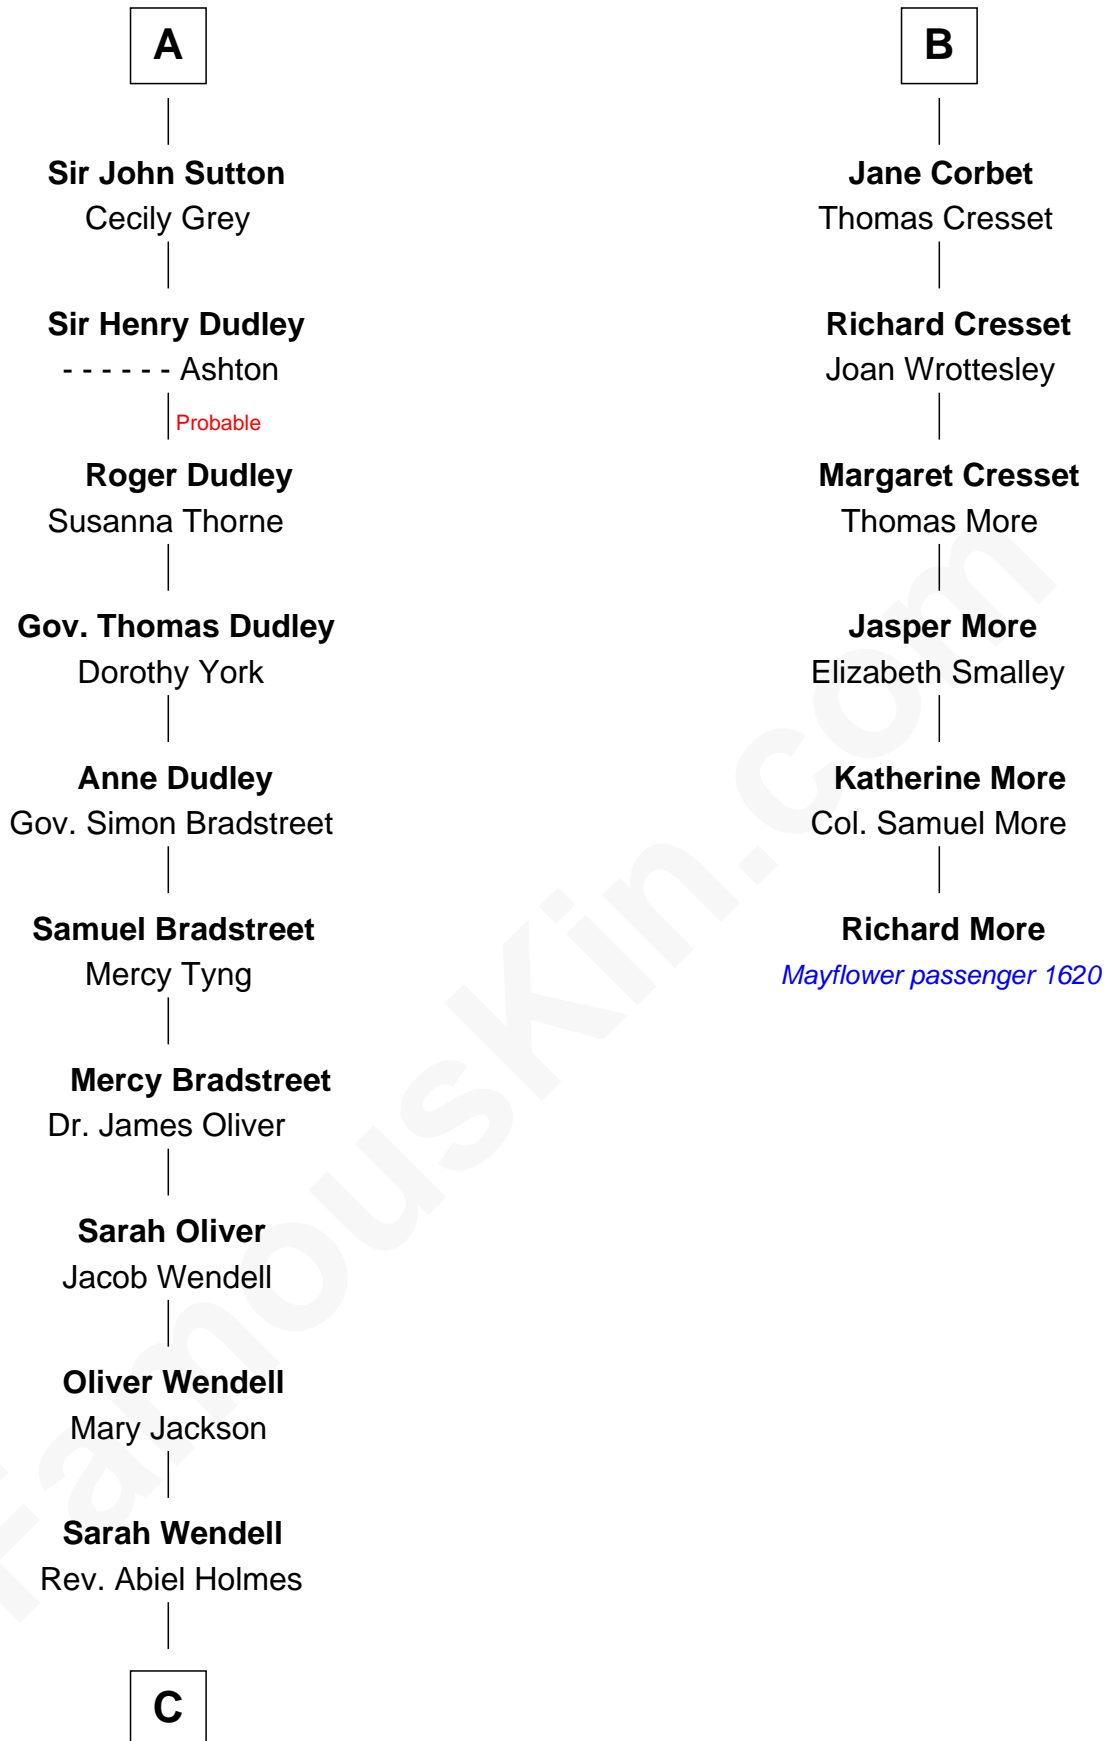 A
Sir John Sutton
Cecily Grey
Sir Henry Dudley
- - - - - - Ashton
Probable
Roger Dudley
Susanna Thorne
Gov. Thomas Dudley
Dorothy York
Anne Dudley
Gov. Simon Bradstreet
Samuel Bradstreet
Mercy Tyng
Mercy Bradstreet
Dr. James Oliver
Sarah Oliver
Jacob Wendell
Oliver Wendell
Mary Jackson
Sarah Wendell
Rev. Abiel Holmes
C
B
Jane Corbet
Thomas Cresset
Richard Cresset
Joan Wrottesley
Margaret Cresset
Thomas More
Jasper More
Elizabeth Smalley
Katherine More
Col. Samuel More
Richard More
Mayflower passenger 1620
FamousKin.com